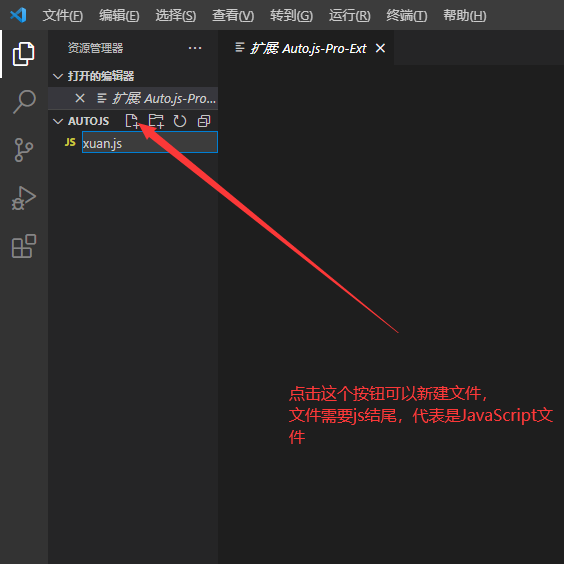 文件(F) 编辑(E) 选择(S) 查看(V) 转到(G) 运行(R) 终端(T) 帮助(H)
资源管理器 ···
扩展: Auto.js-Pro-Ext
打开的编辑器
扩展: Auto.js-Pro...
AUTOJS
JS xuan.js
点击这个按钮可以新建文件，
文件需要js结尾，代表是JavaScript文
件